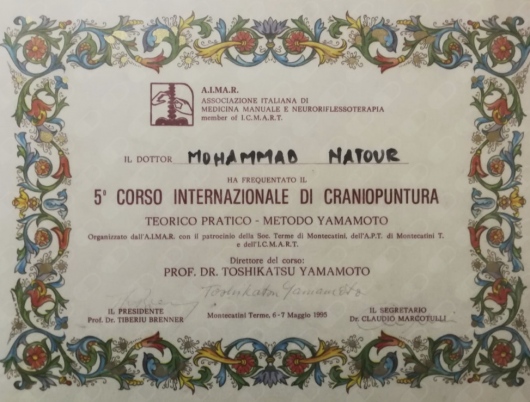 A.I.MA.R.
ASSOCIAZIONE ITALIANA DI
MEDICINA MANUALE E NEURORIFLESSOTERAPIA
member of I.C.M.A.R.T.
IL DOTTOR MOHAMMAD NATOUR
HA FREQUENTATO IL
5° CORSO INTERNAZIONALE DI CRANIOPUNTURA
TEORICO PRATICO - METODO YAMAMOTO
Organizzato dall'A.I.MA.R. con il patrocinio della Soc. Terme di Montecatini, dell'A.P.T. di Montecatini T.
e dell'I.C.M.A.R.T.
Direttore del corso:
PROF. DR. TOSHIKATSU YAMAMOTO
Toshikatsu Yamamoto
IL PRESIDENTE
Prof. Dr. TIBERIU BRENNER
Montecatini Terme, 6-7 Maggio 1995
IL SEGRETARIO
Dr. CLAUDIO MARCOTULLI